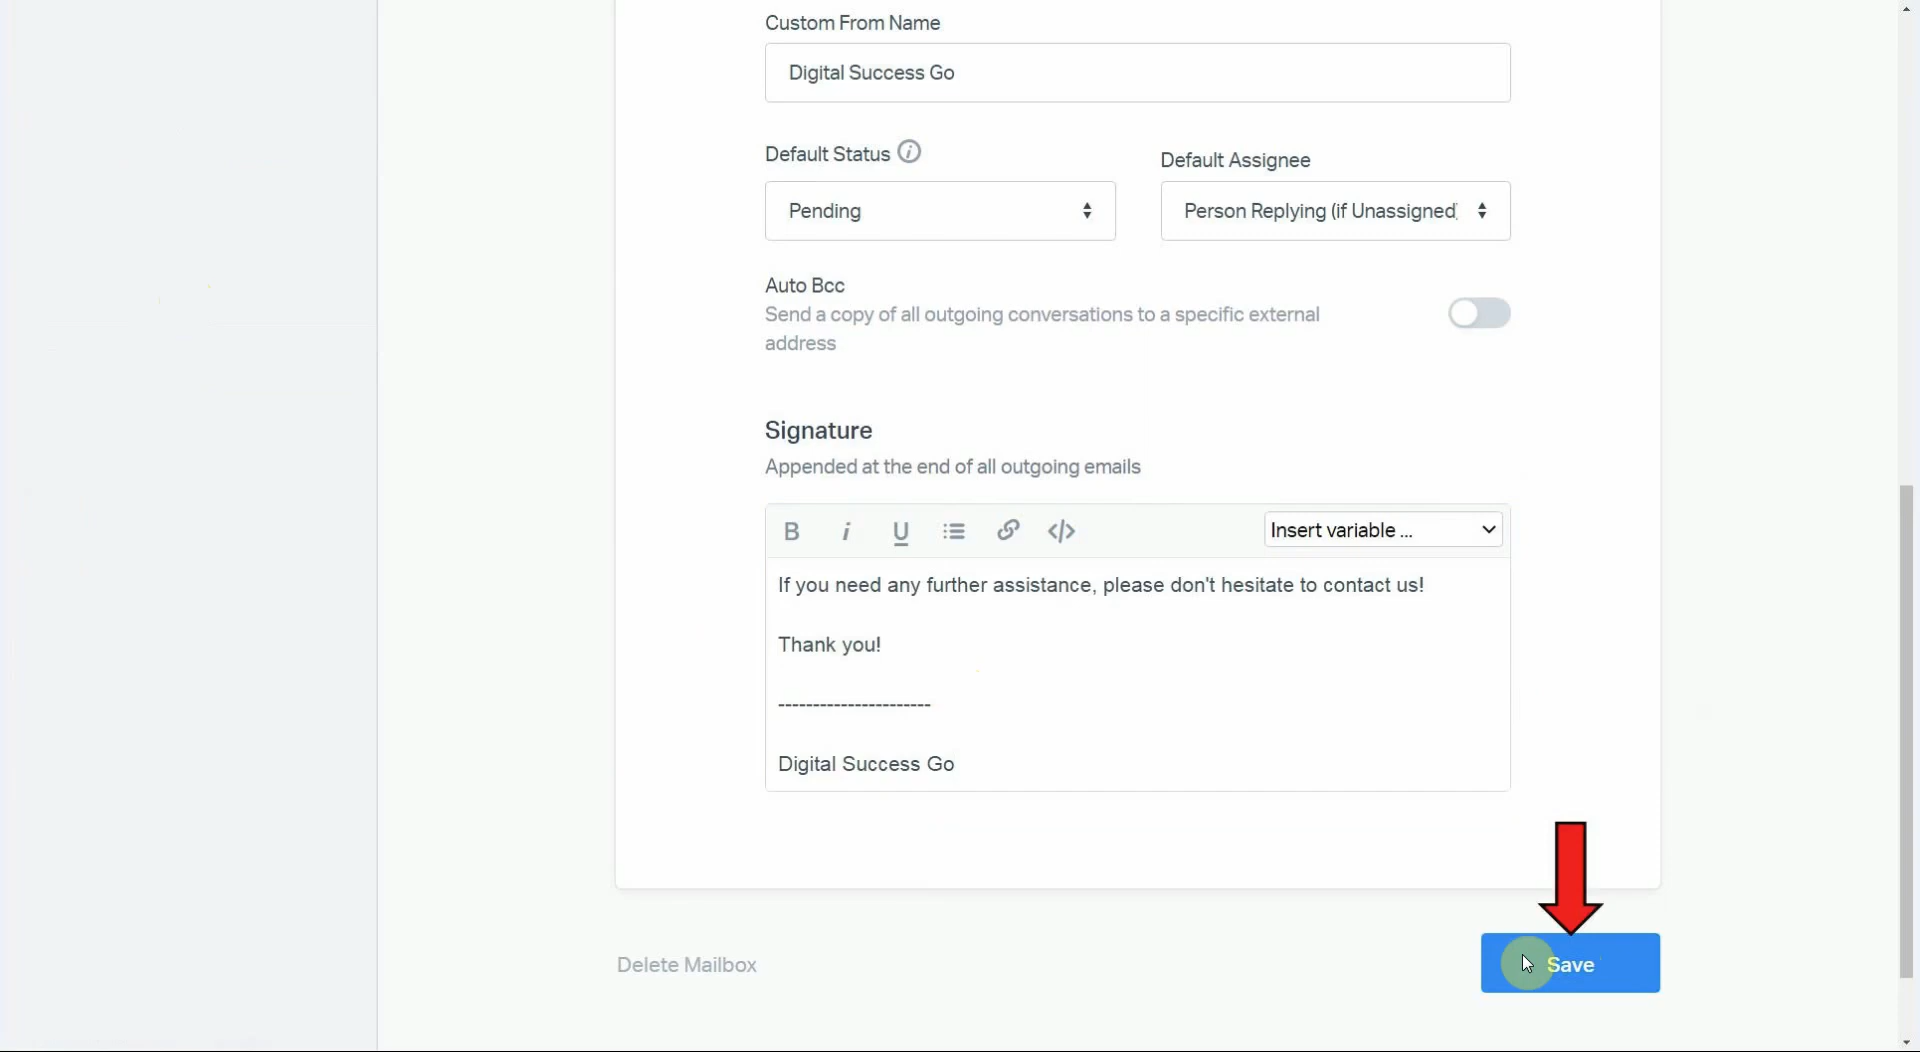 Custom From Name
Digital Success Go
Default Status
Default Assignee
Pending
Person Replying (if Unassigned)
Auto Bcc
Send a copy of all outgoing conversations to a specific external
address
Signature
Appended at the end of all outgoing emails
B i U
Insert variable ...
If you need any further assistance, please don't hesitate to contact us!
Thank you!
----------------------
Digital Success Go
Delete Mailbox
Save